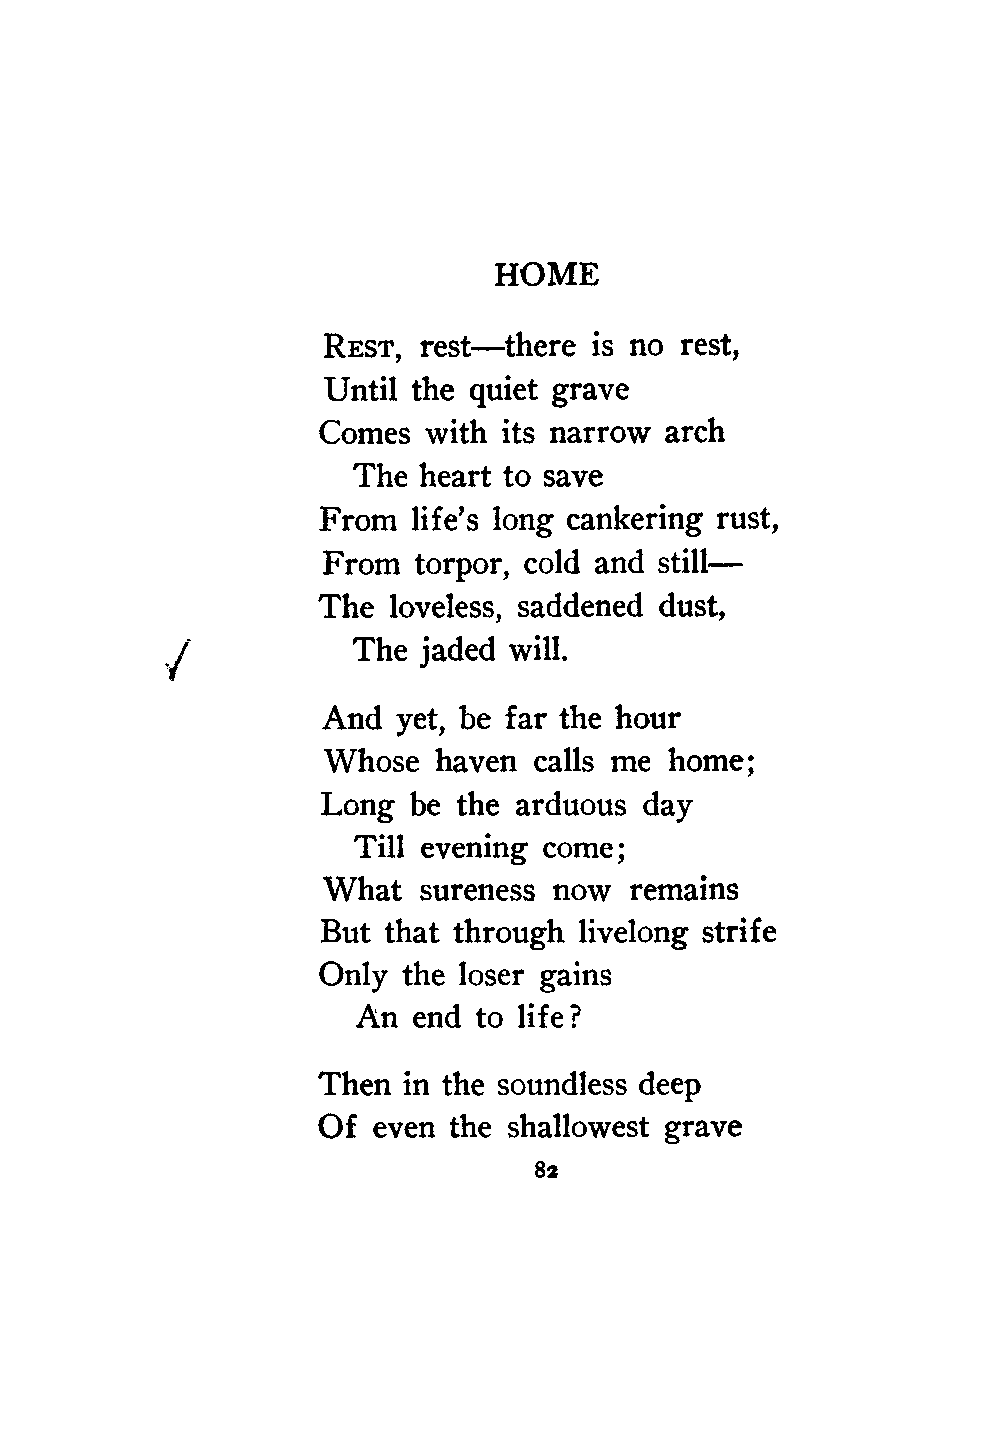 HOME
REST, rest—there is no rest,
Until the quiet grave
Comes with its narrow arch
The heart to save
From life's long cankering rust,
From torpor, cold and still—
The loveless, saddened dust,
The jaded will.
And yet, be far the hour
Whose haven calls me home;
Long be the arduous day
Till evening come;
What sureness now remains
But that through livelong strife
Only the loser gains
An end to life?
Then in the soundless deep
Of even the shallowest grave
82